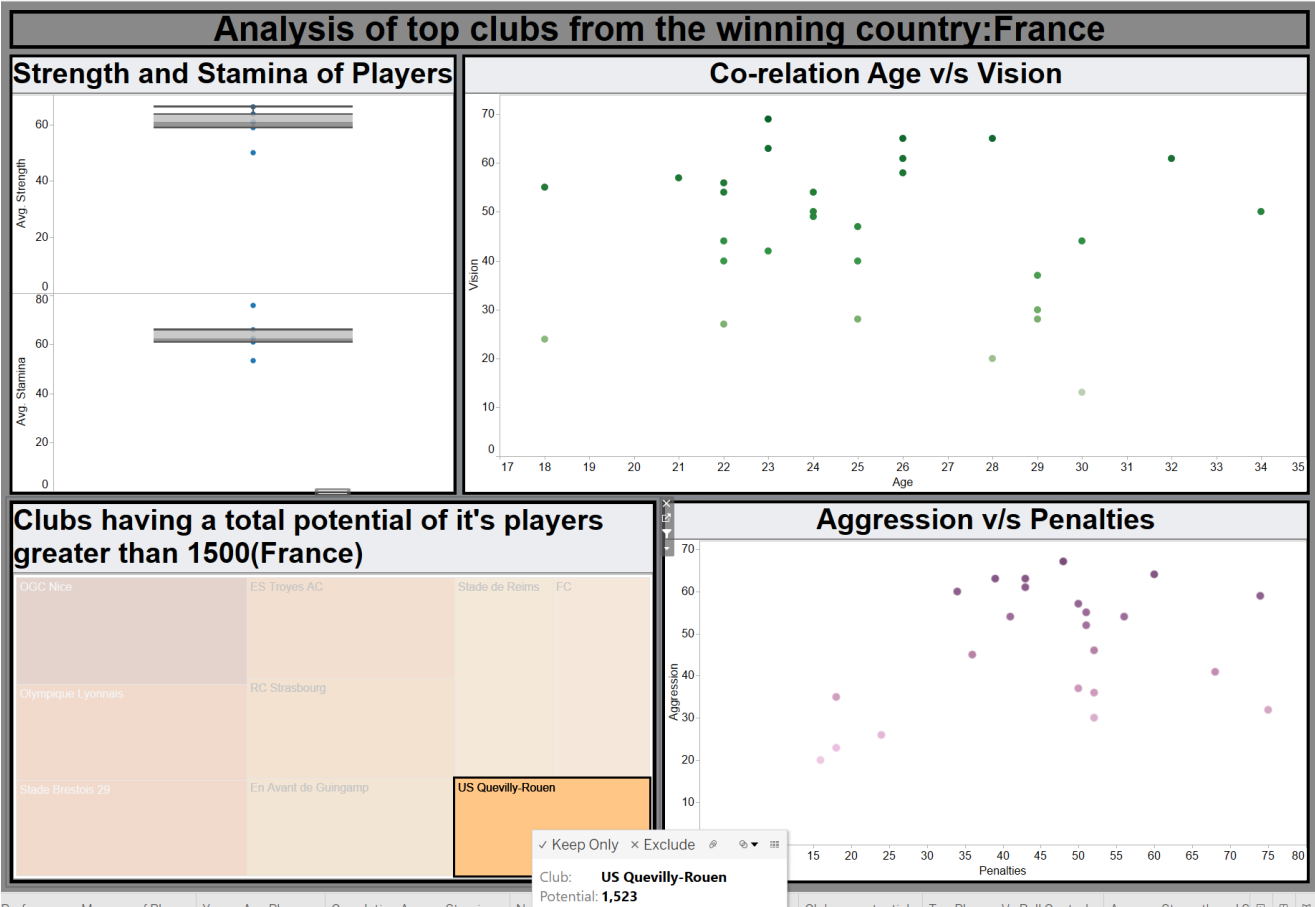 Analysis of top clubs from the winning country:France
Strength and Stamina of Players
60
40
20
0
Avg. Strength
80
60
40
20
0
Avg. Stamina
Co-relation Age v/s Vision
70
60
50
40
30
20
10
0
Vision
17 18 19 20 21 22 23 24 25 26 27 28 29 30 31 32 33 34 35
Age
Clubs having a total potential of it's players
greater than 1500(France)
OGC Nice
ES Troyes AC
Stade de Reims
FC
Olympique Lyonnais
RC Strasbourg
Stade Brestois 29
En Avant de Guingamp
US Quevilly-Rouen
Keep Only
Exclude
Club: US Quevilly-Rouen
Potential: 1,523
Aggression v/s Penalties
70
60
50
40
30
20
10
Aggression
15 20 25 30 35 40 45 50 55 60 65 70 75 80
Penalties